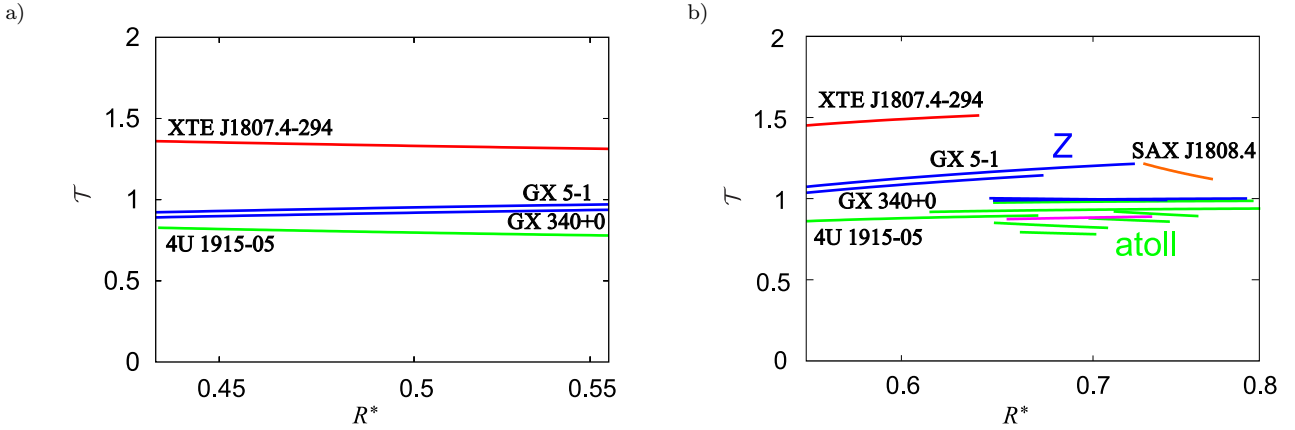 a)
2
1.5
1
0.5
0
𝒯
XTE J1807.4-294
GX 5-1
GX 340+0
4U 1915-05
0.45
0.5
0.55
R*
b)
2
1.5
1
0.5
0
𝒯
XTE J1807.4-294
Z
GX 5-1
SAX J1808.4
GX 340+0
4U 1915-05
atoll
0.6
0.7
0.8
R*